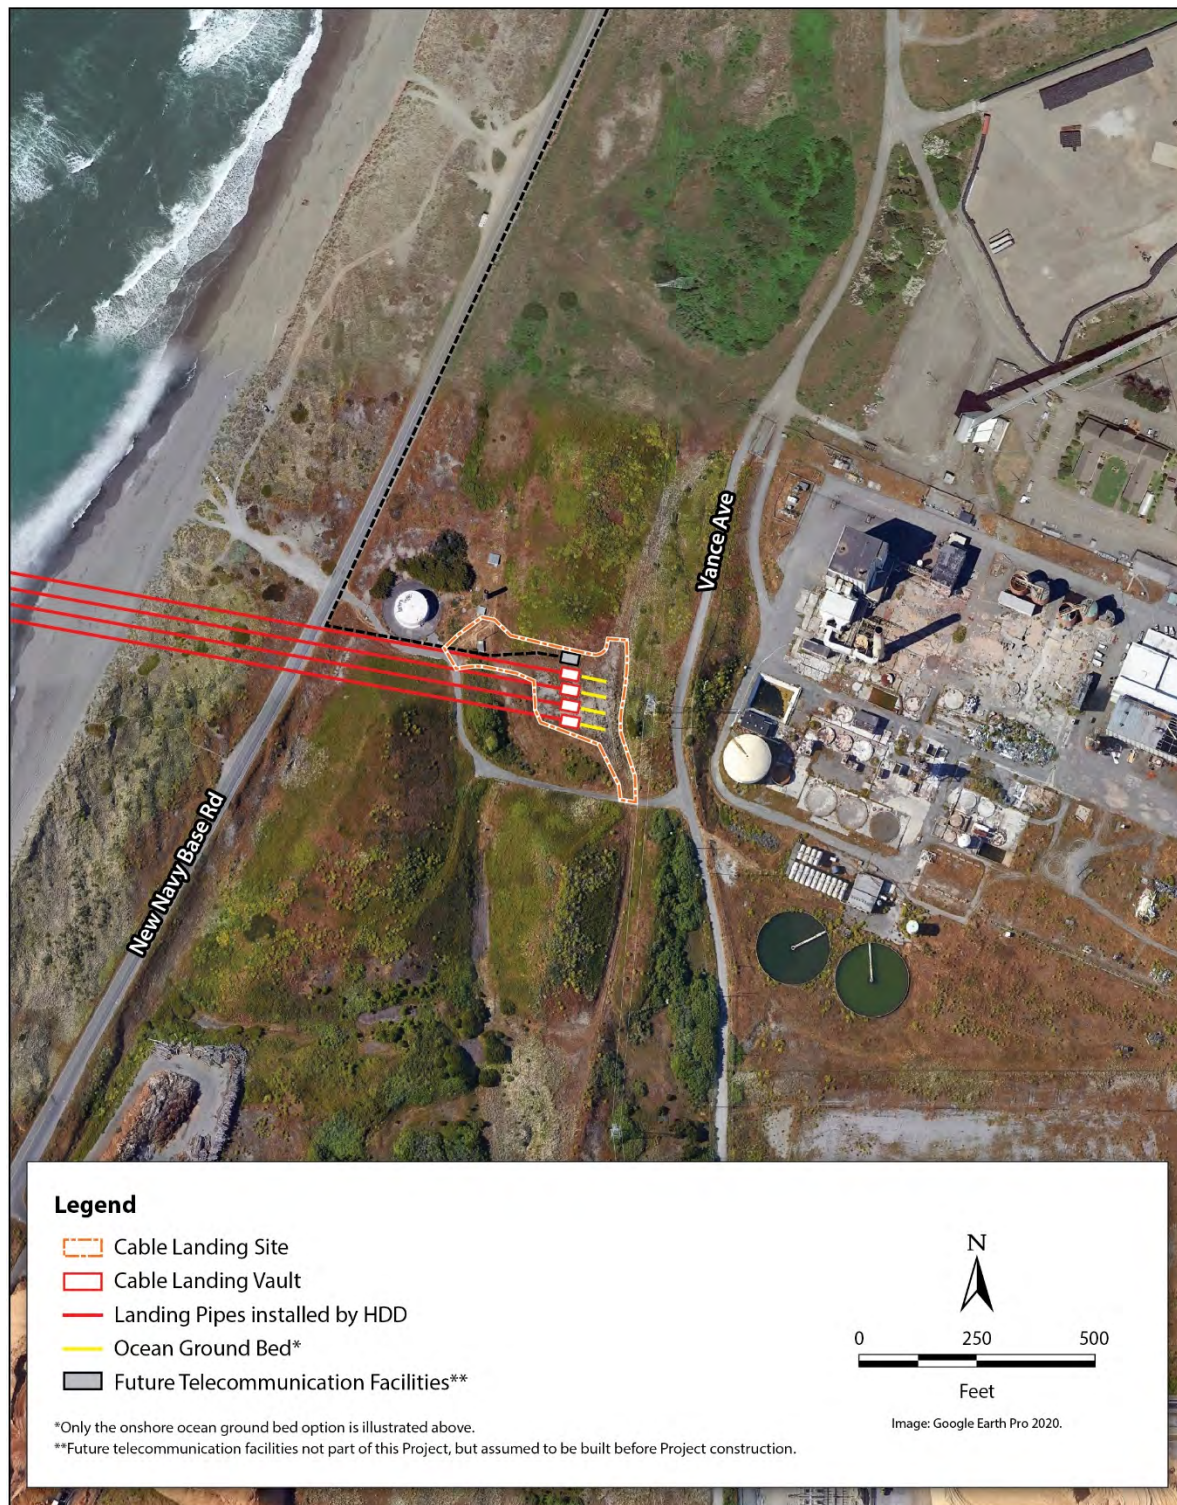 Vance Ave
New Navy Base Rd
Legend
Cable Landing Site
Cable Landing Vault
Landing Pipes installed by HDD
Ocean Ground Bed*
Future Telecommunication Facilities**
*Only the onshore ocean ground bed option is illustrated above.
**Future telecommunication facilities not part of this Project, but assumed to be built before Project construction.
N
0 250 500
Feet
Image: Google Earth Pro 2020.